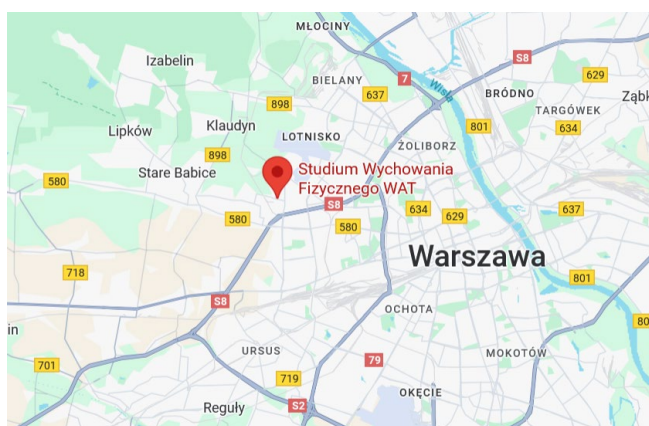 MŁOCINY
S8
Izabelin
629
BIELANY
7
Wisła
BRÓDNO
637
Ząbk
898
TARGÓWEK
801
634
Lipków
Klaudyn
LOTNISKO
ŻOLIBORZ
898
Stare Babice
Studium Wychowania
Fizycznego WAT
580
S8
634
629
637
580
580
Warszawa
718
801
S8
OCHOTA
80
in
URSUS
MOKOTÓW
701
79
719
OKĘCIE
Reguły
S2